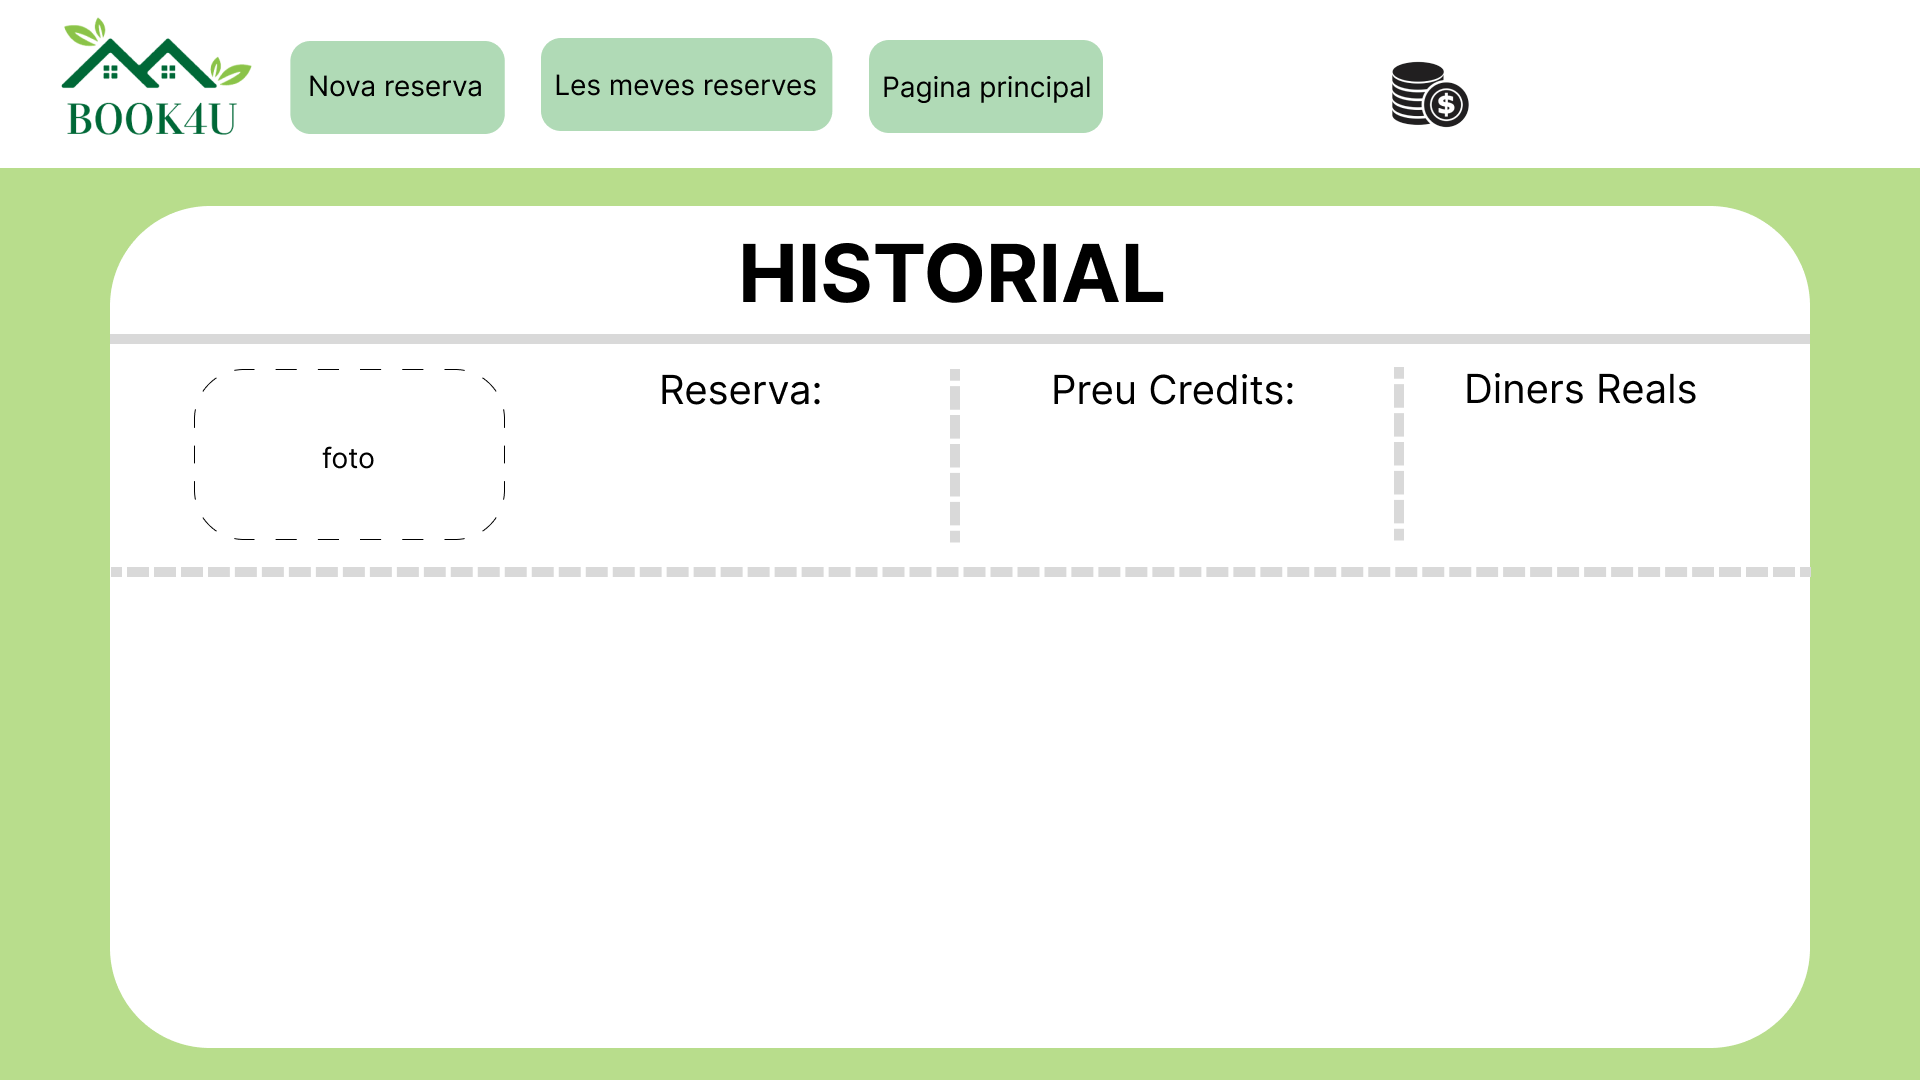 BOOK4U
Nova reserva
Les meves reserves
Pagina principal
$
HISTORIAL
foto
Reserva:
Preu Credits:
Diners Reals